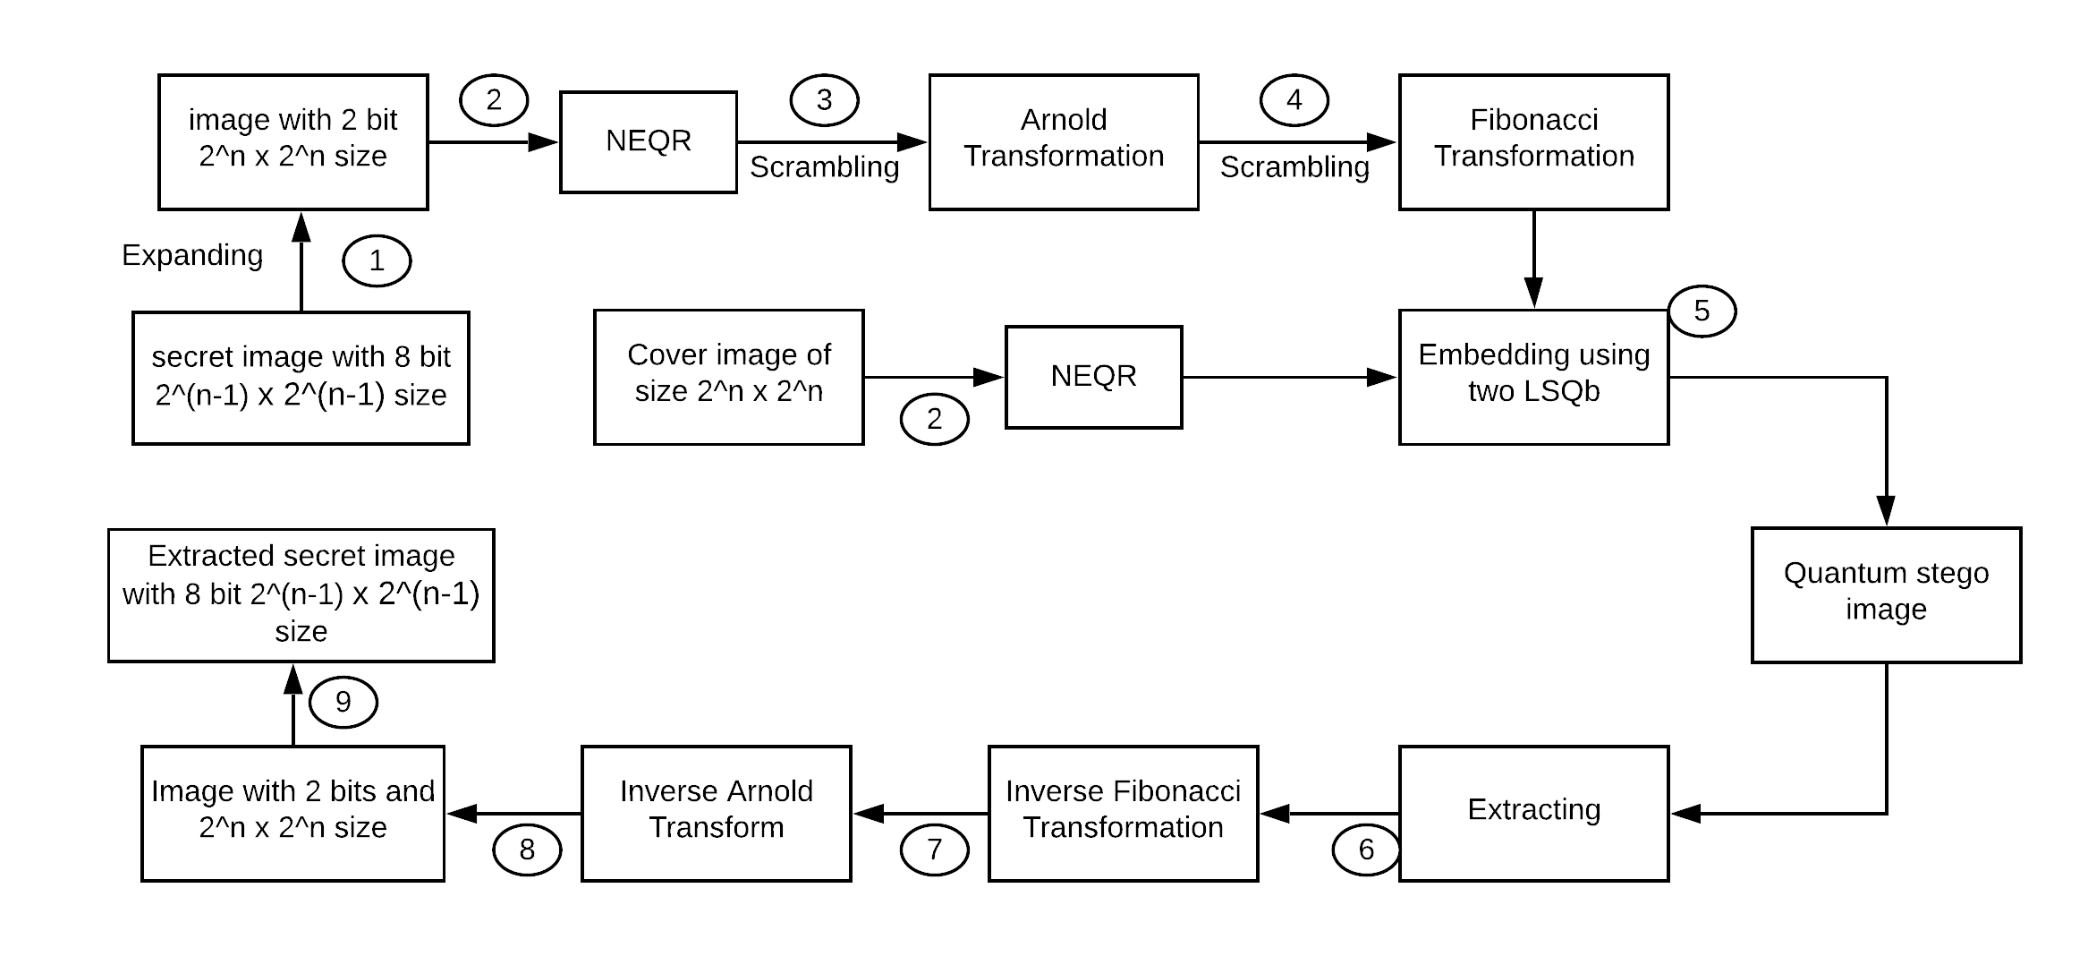 image with 2 bit
2^n x 2^n size
2
NEQR
3
Scrambling
Arnold
Transformation
4
Scrambling
Fibonacci
Transformation
Expanding
1
secret image with 8 bit
2^(n-1) x 2^(n-1) size
Cover image of
size 2^n x 2^n
2
NEQR
Embedding using
two LSQb
5
Quantum stego
image
Extracted secret image
with 8 bit 2^(n-1) x 2^(n-1)
size
9
Image with 2 bits and
2^n x 2^n size
8
Inverse Arnold
Transform
7
Inverse Fibonacci
Transformation
6
Extracting